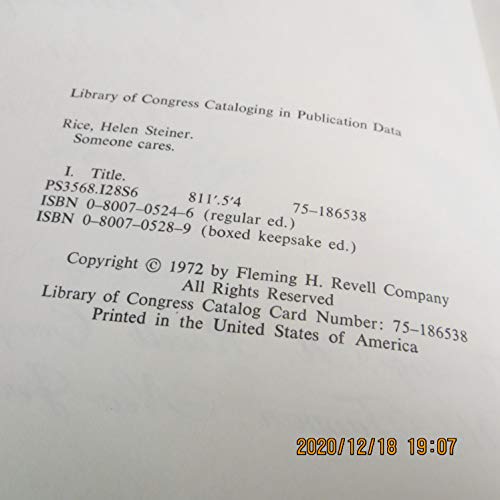 Library of Congress Cataloging in Publication Data
Rice, Helen Steiner.
Someone cares.
I. Title.
PS3568.I28S6 811'.5'4 75-186538
ISBN 0-8007-0524-6 (regular ed.)
ISBN 0-8007-0528-9 (boxed keepsake ed.)
Copyright © 1972 by Fleming H. Revell Company
All Rights Reserved
Library of Congress Catalog Card Number: 75-186538
Printed in the United States of America
2020/12/18 19:07